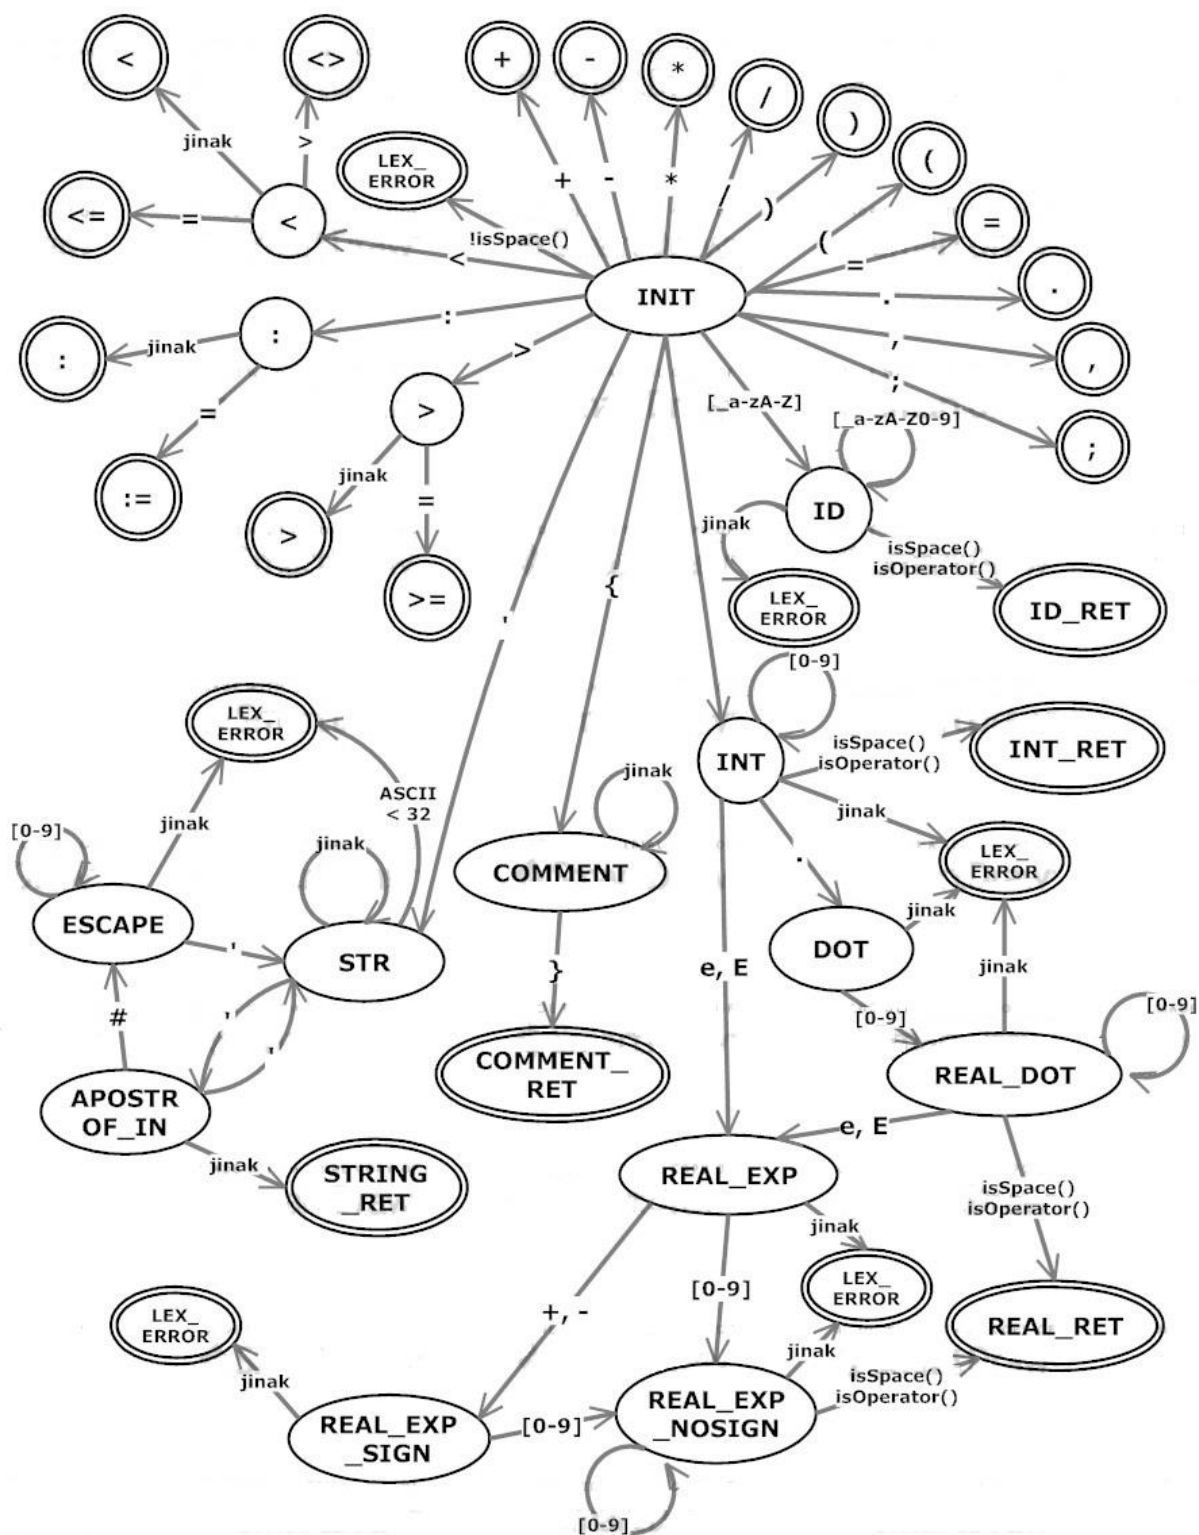 <
<>
+
-
*
/
)
(
=
.
,
;
jinak
>
LEX_
ERROR
+
-
*
/
)
(
=
.
,
;
<=
=
<
!isSpace()
<
INIT
:
jinak
:
:
>
=
:=
>
jinak
=
>
>=
[_a-zA-Z]
[_a-zA-Z0-9]
ID
jinak
isSpace()
isOperator()
LEX_
ERROR
ID_RET
{
'
[0-9]
INT
isSpace()
isOperator()
INT_RET
jinak
LEX_
ERROR
.
DOT
jinak
jinak
[0-9]
[0-9]
REAL_DOT
e, E
e, E
LEX_
ERROR
ASCII
< 32
jinak
[0-9]
jinak
jinak
ESCAPE
'
STR
COMMENT
}
COMMENT_
RET
#
'
'
APOSTR
OF_IN
jinak
STRING
_RET
REAL_EXP
jinak
isSpace()
isOperator()
LEX_
ERROR
[0-9]
+, -
REAL_RET
LEX_
ERROR
jinak
jinak
isSpace()
isOperator()
REAL_EXP
_SIGN
[0-9]
REAL_EXP
_NOSIGN
[0-9]